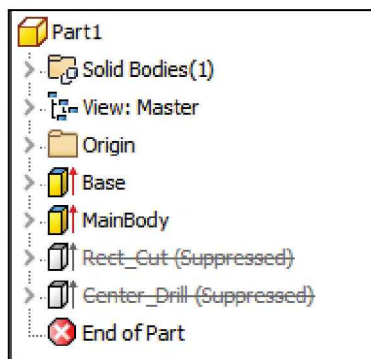 Part1
Solid Bodies(1)
View: Master
Origin
Base
MainBody
Rect_Cut (Suppressed)
Center_Drill (Suppressed)
End of Part